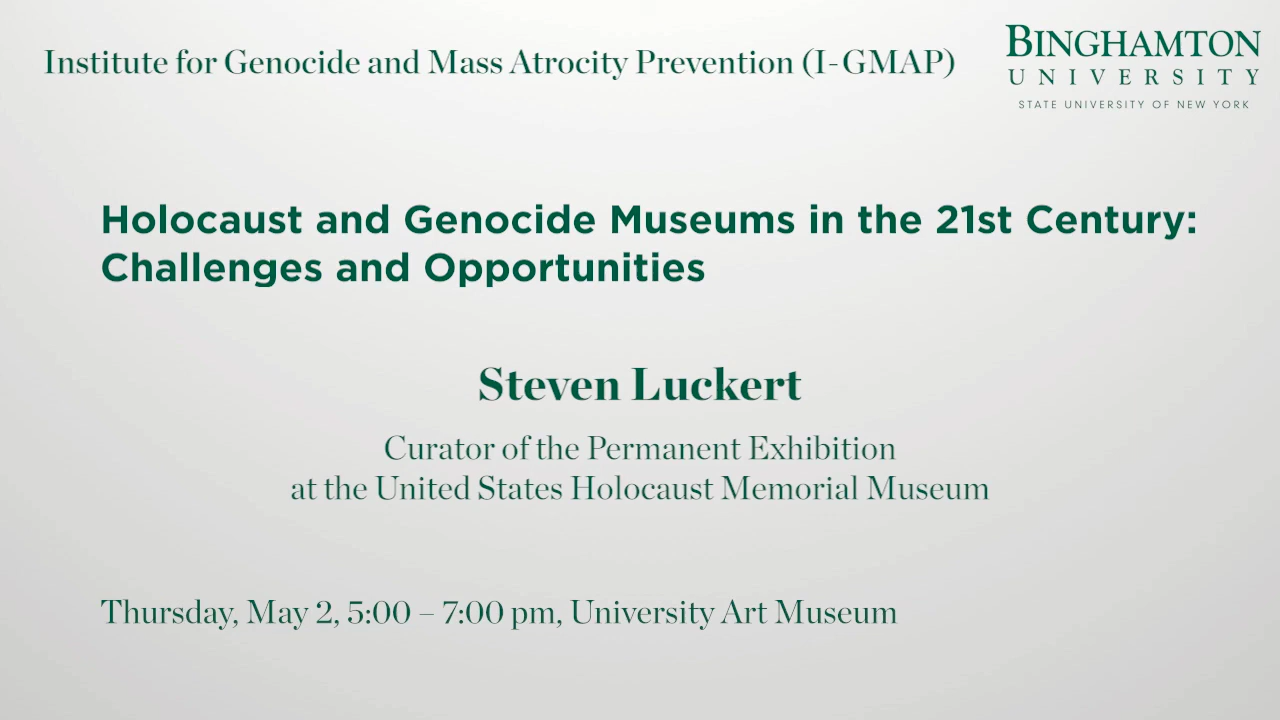 Institute for Genocide and Mass Atrocity Prevention (I-GMAP)
BINGHAMTON
UNIVERSITY
STATE UNIVERSITY OF NEW YORK
Holocaust and Genocide Museums in the 21st Century:
Challenges and Opportunities
Steven Luckert
Curator of the Permanent Exhibition
at the United States Holocaust Memorial Museum
Thursday, May 2, 5:00 – 7:00 pm, University Art Museum